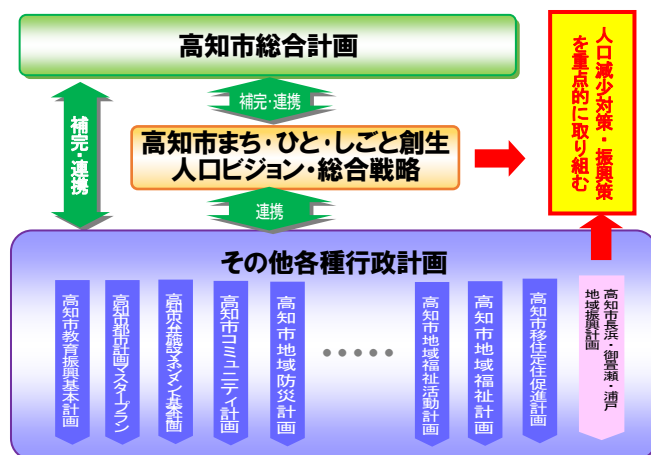 高知市総合計画
人口減少対策・振興策
を重点的に取り組む
補完・連携
補完・連携
高知市まち・ひと・しごと創生
人口ビジョン・総合戦略
連携
その他各種行政計画
高知市教育振興基本計画
高知市都市計画マスタープラン
高知市公共施設マネジメント基本計画
高知市コミュニティ計画
高知市地域防災計画
・・・・・
高知市地域福祉活動計画
高知市地域福祉計画
高知市移住・定住促進計画
高知市長浜・御畳瀬・浦戸
地域振興計画